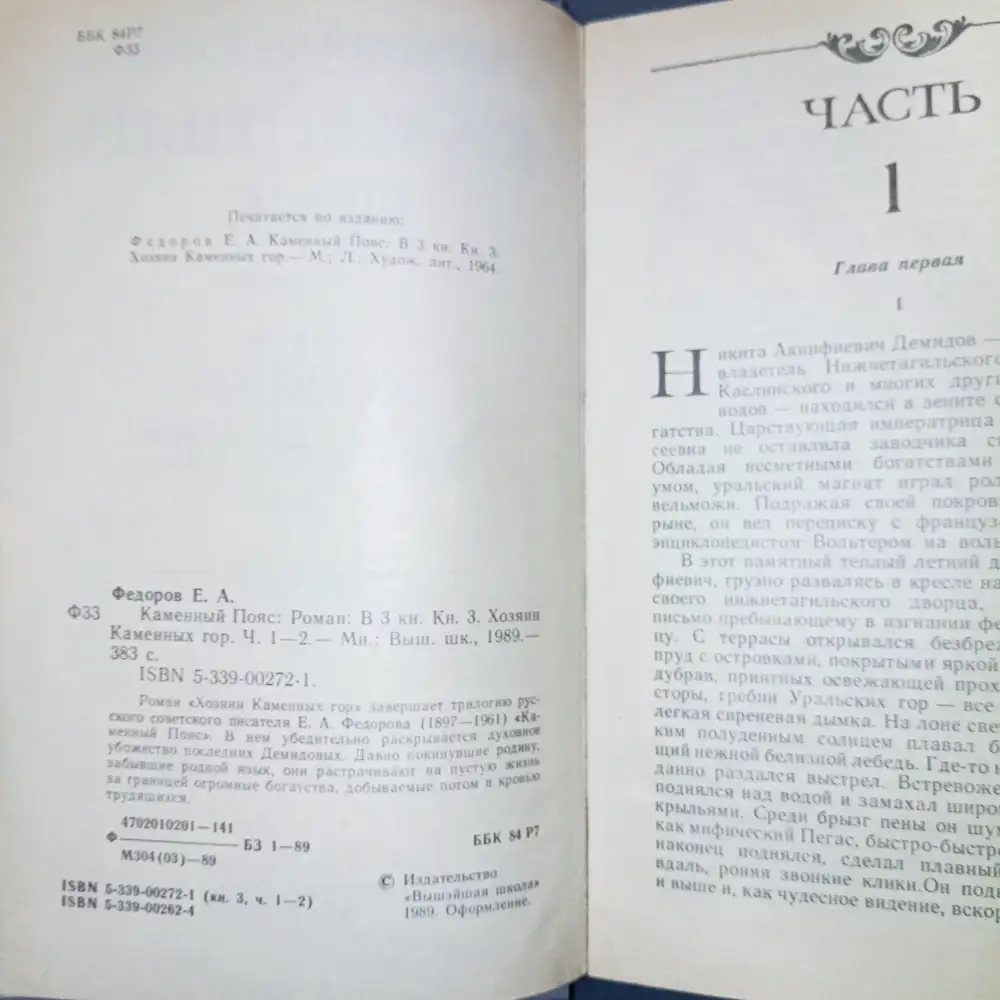 ББК 84Р7
Ф33
Печатается по изданию:
Федоров Е. А. Каменный Пояс: В 3 кн. Кн. 3.
Хозяин Каменных гор.— М.; Л.: Худож. лит., 1964.
Федоров Е. А.
Ф33 Каменный Пояс: Роман: В 3 кн. Кн. 3. Хозяин
Каменных гор. Ч. 1—2.— Мн.: Выш. шк., 1989.—
383 с.
ISBN 5-339-00272-1.
Роман «Хозяин Каменных гор» завершает трилогию рус-
ского советского писателя Е. А. Федорова (1897—1961) «Ка-
менный Пояс». В нем убедительно раскрывается духовное
убожество последних Демидовых. Давно покинувшие родину,
забывшие родной язык, они растрачивают на пустую жизнь
за границей огромные богатства, добываемые потом и кровью
трудящихся.
4702010201—141
Ф ——— БЗ 1—89
М304(03)—89
ББК 84 Р7
ISBN 5-339-00272-1 (кн. 3, ч. 1—2)
ISBN 5-339-00262-4
© Издательство
«Вышэйшая школа»
1989. Оформление.
ЧАСТЬ
1
Глава первая
1
Никита Акинфиевич Демидов —
владетель Нижнетагильского
Каслинского и многих други
водов — находился в зените с
гатства. Царствующая императрица
сеевна не оставляла заводчика св
Обладая несметными богатствами
умом, уральский магнат играл рол
вельможи. Подражая своей покров
рыне, он вел переписку с француз
энциклопедистом Вольтером на воль
В этот памятный теплый летний д
фиевич, грузно развалясь в кресле на
своего нижнетагильского дворца,
письмо пребывающему в изгнании фе
цу. С террасы открывался безбреж
пруд с островками, покрытыми яркой
дубрав, приятных освежающей прох
сторы, гребни Уральских гор — все
легкая сиреневая дымка. На лоне све
ким полуденным солнцем плавал б
щий нежной белизной лебедь. Где-то н
данно раздался выстрел. Встревоже
поднялся над водой и замахал широк
крыльями. Среди брызг пены он шум
как мифический Пегас, быстро-быстро
наконец поднялся, сделал плавный
вдаль, роняя звонкие клики.Он подн
и выше и, как чудесное видение, вскор